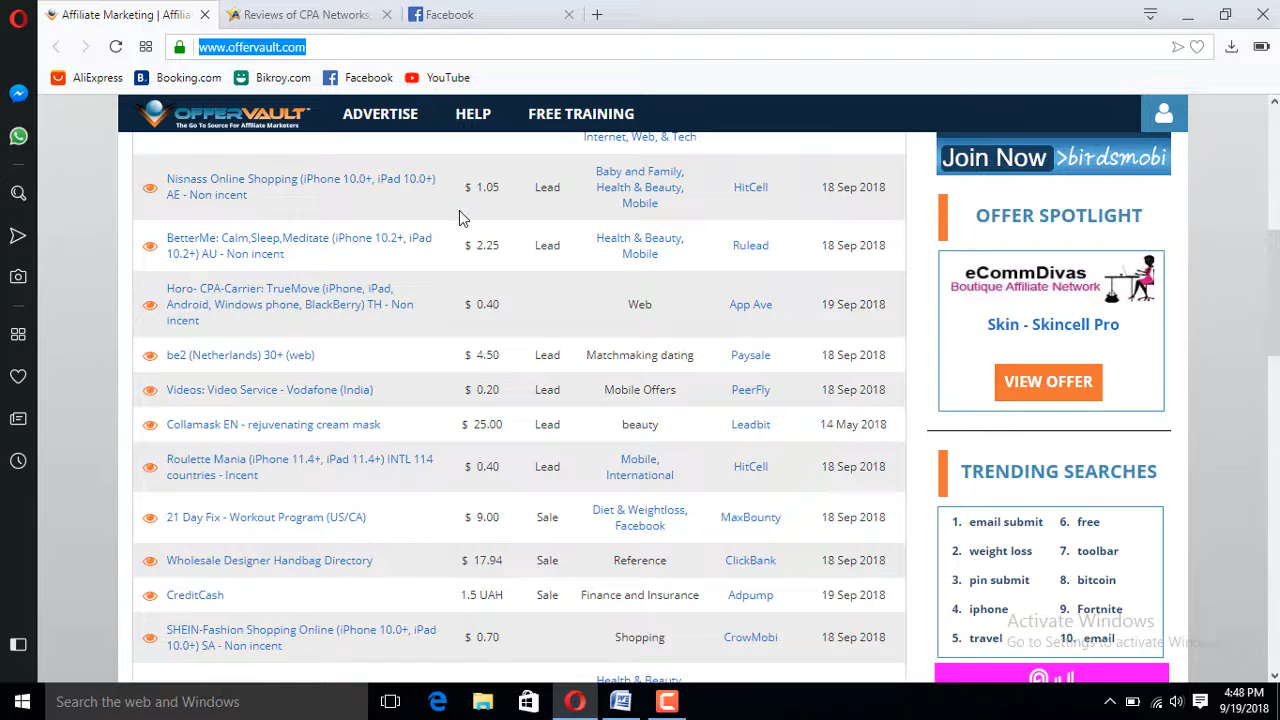 Affiliate Marketing | Affili
Reviews of CPA Networks,
Facebook
www.offervault.com
AliExpress
Booking.com
Bikroy.com
Facebook
YouTube
OFFERVAULT
The Go To Source For Affiliate Marketers
ADVERTISE
HELP
FREE TRAINING
Internet, Web, & Tech
Nisnass Online Shopping (iPhone 10.0+, iPad 10.0+)
AE - Non incent
$ 1.05
Lead
Baby and Family,
Health & Beauty,
Mobile
HitCell
18 Sep 2018
BetterMe: Calm,Sleep,Meditate (iPhone 10.2+, iPad
10.2+) AU - Non incent
$ 2.25
Lead
Health & Beauty,
Mobile
Rulead
18 Sep 2018
Horo- CPA-Carrier: TrueMove (iPhone, iPad,
Android, Windows phone, BlackBerry) TH - Non
incent
$ 0.40
Web
App Ave
19 Sep 2018
be2 (Netherlands) 30+ (web)
$ 4.50
Lead
Matchmaking dating
Paysale
18 Sep 2018
Videos: Video Service - Vodafone (India)
$ 0.20
Lead
Mobile Offers
PeerFly
18 Sep 2018
Collamask EN - rejuvenating cream mask
$ 25.00
Lead
beauty
Leadbit
14 May 2018
Roulette Mania (iPhone 11.4+, iPad 11.4+) INTL 114
countries - Incent
$ 0.40
Lead
Mobile,
International
HitCell
18 Sep 2018
21 Day Fix - Workout Program (US/CA)
$ 9.00
Sale
Diet & Weightloss,
Facebook
MaxBounty
18 Sep 2018
Wholesale Designer Handbag Directory
$ 17.94
Sale
Reference
ClickBank
18 Sep 2018
CreditCash
1.5 UAH
Sale
Finance and Insurance
Adpump
19 Sep 2018
SHEIN-Fashion Shopping Online (iPhone 10.0+, iPad
10.0+) SA - Non incent
$ 0.70
Shopping
CrowMobi
18 Sep 2018
Join Now >birdsmobi
OFFER SPOTLIGHT
eCommDivas
Boutique Affiliate Network
Skin - Skincell Pro
VIEW OFFER
TRENDING SEARCHES
1. email submit
6. free
2. weight loss
7. toolbar
3. pin submit
8. bitcoin
4. iphone
9. Fortnite
5. travel
10. email
Activate Windows
Go to Settings to activate
Search the web and Windows
4:48 PM
9/19/2018